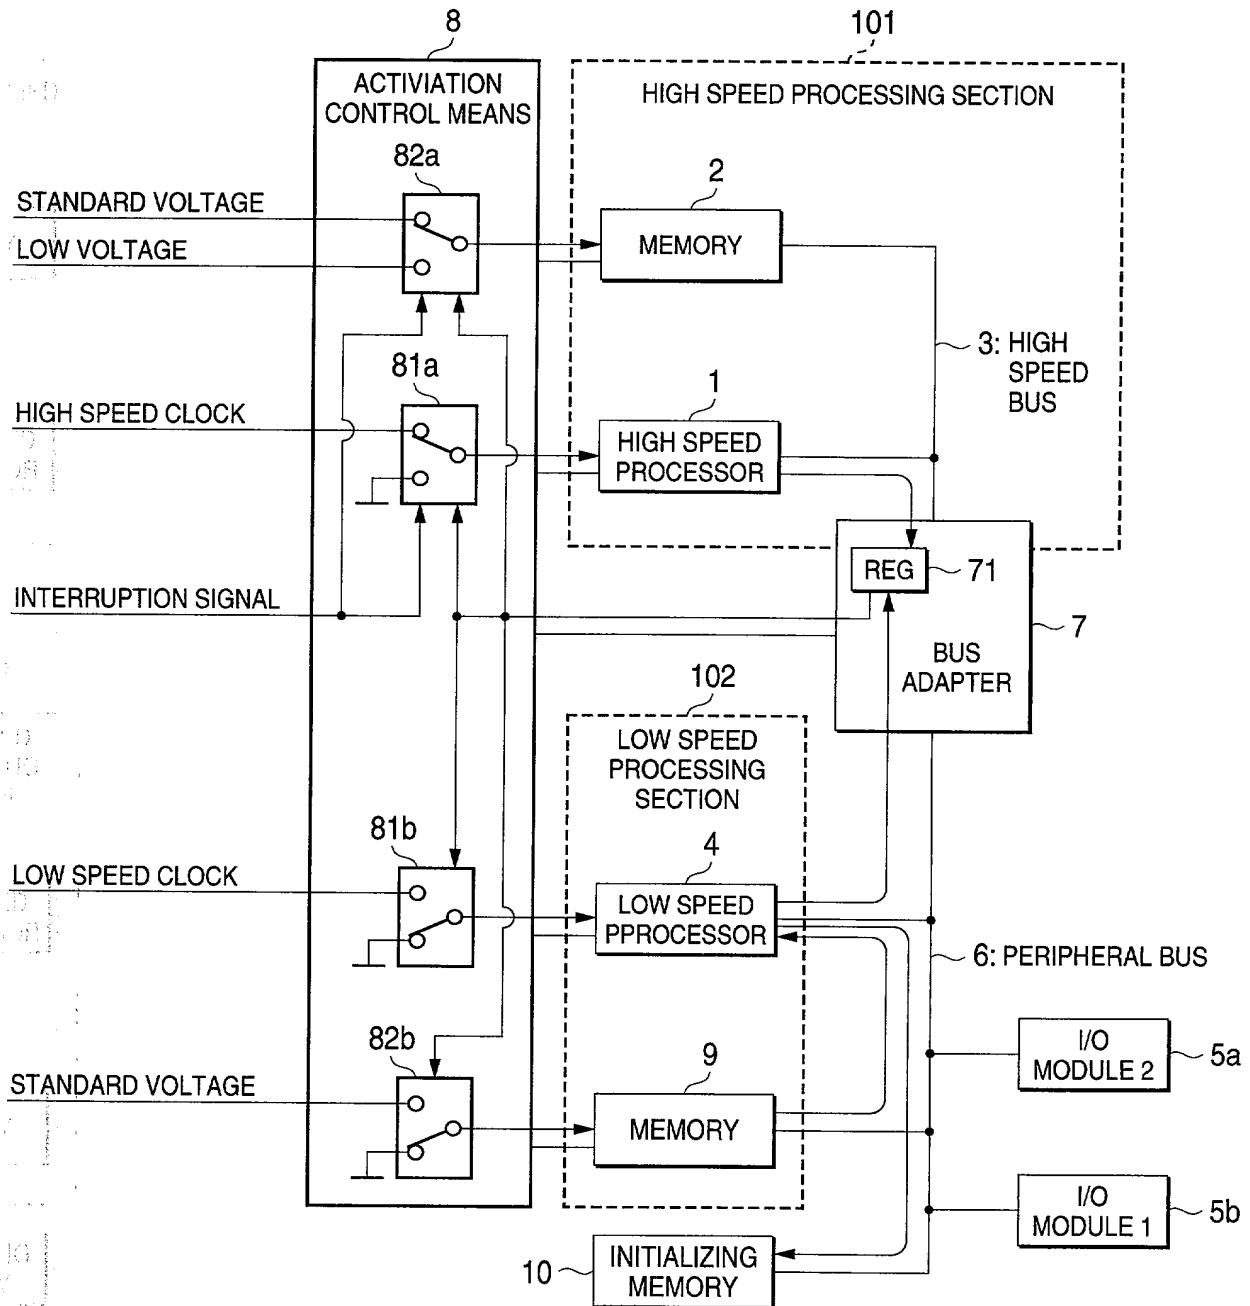 8
101
ACTIVIATION
CONTROL MEANS
HIGH SPEED PROCESSING SECTION
82a
2
STANDARD VOLTAGE
MEMORY
LOW VOLTAGE
3: HIGH
SPEED
BUS
81a
1
HIGH SPEED CLOCK
HIGH SPEED
PROCESSOR
REG
71
INTERRUPTION SIGNAL
7
BUS
ADAPTER
102
LOW SPEED
PROCESSING
SECTION
81b
4
LOW SPEED CLOCK
LOW SPEED
PPROCESSOR
6: PERIPHERAL BUS
82b
9
I/O
MODULE 2
5a
STANDARD VOLTAGE
MEMORY
I/O
MODULE 1
5b
10
INITIALIZING
MEMORY